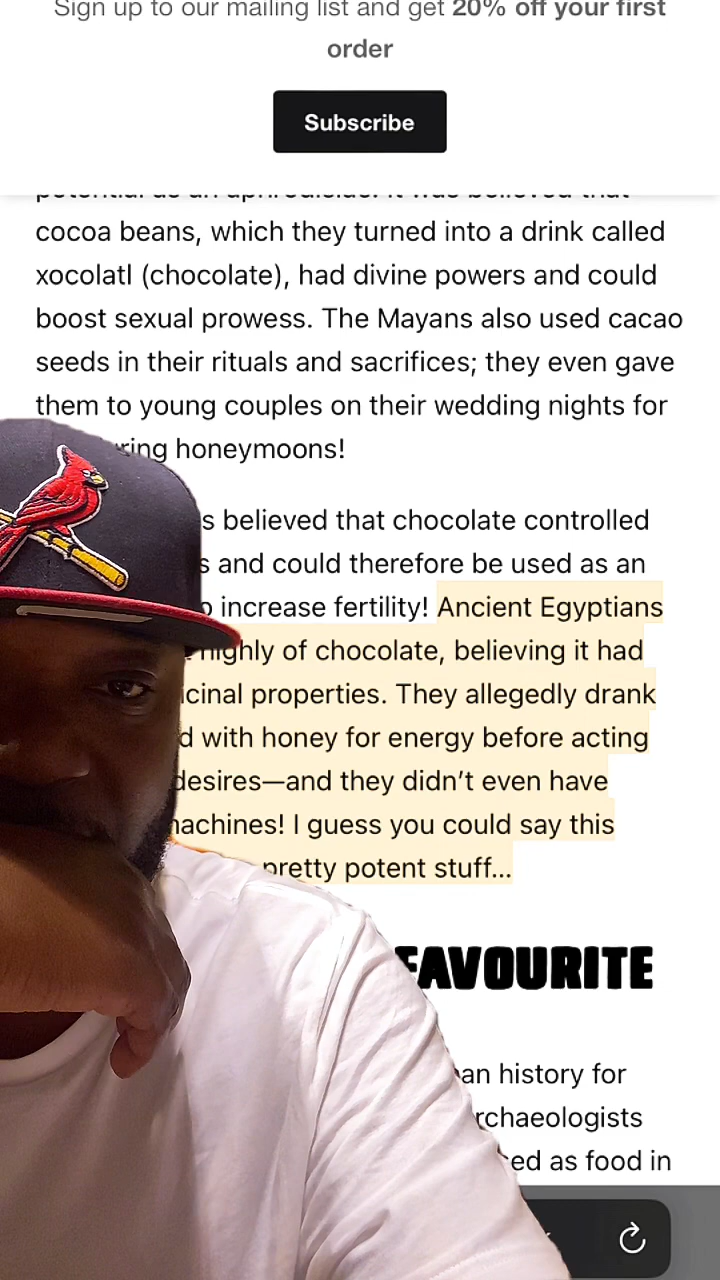 Sign up to our mailing list and get 20% off your first
order
Subscribe
cocoa beans, which they turned into a drink called
xocolatl (chocolate), had divine powers and could
boost sexual prowess. The Mayans also used cacao
seeds in their rituals and sacrifices; they even gave
them to young couples on their wedding nights for
honeymoons!
believed that chocolate controlled
and could therefore be used as an
increase fertility! Ancient Egyptians
highly of chocolate, believing it had
properties. They allegedly drank
with honey for energy before acting
desires—and they didn't even have
machines! I guess you could say this
pretty potent stuff...
FAVOURITE
history for
archaeologists
as food in